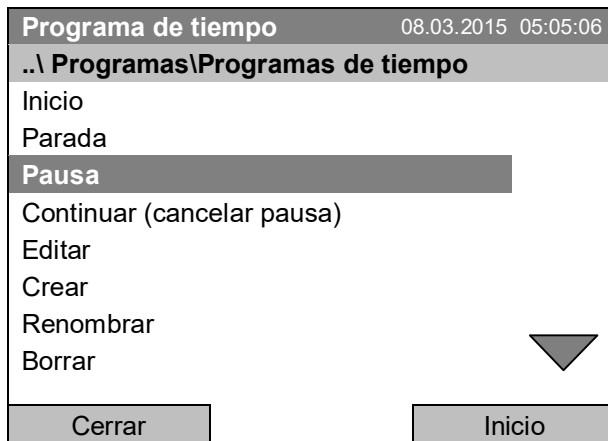 Programa de tiempo 08.03.2015 05:05:06
..\ Programas\Programas de tiempo
Inicio
Parada
Pausa
Continuar (cancelar pausa)
Editar
Crear
Renombrar
Borrar
Cerrar Inicio